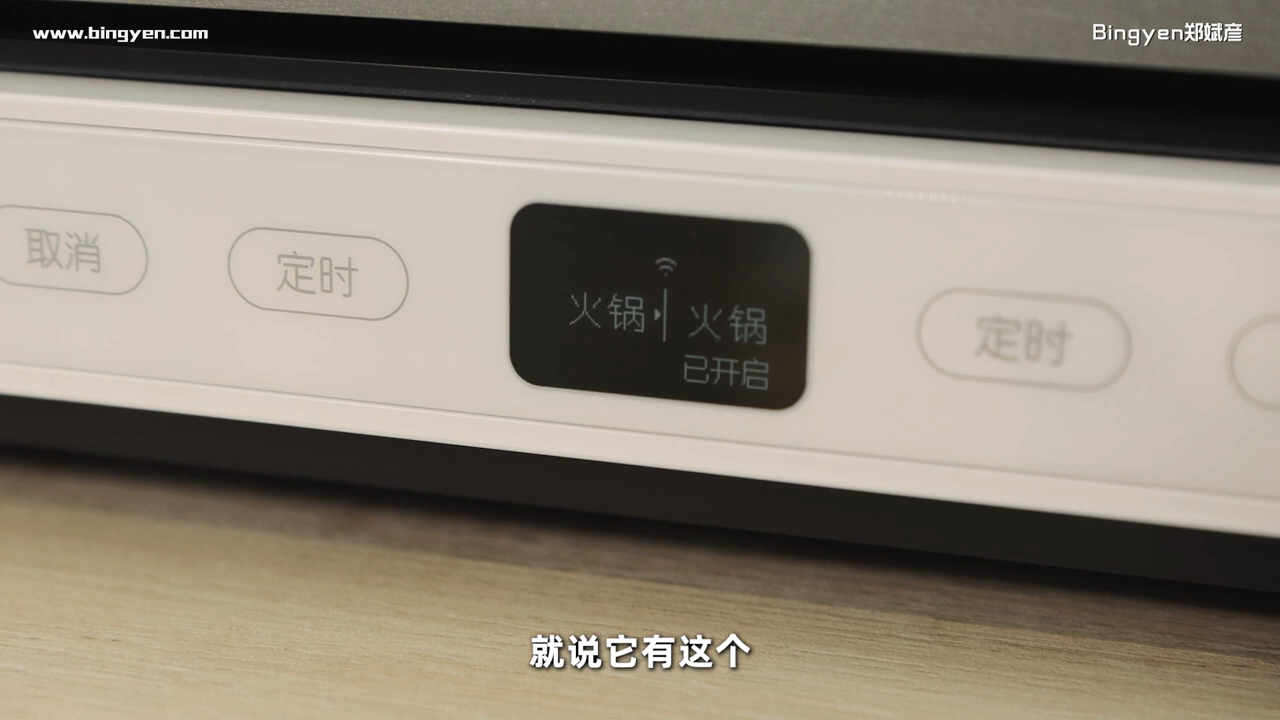 www.bingyen.com
Bingyen郑斌彦
取消
定时
火锅 火锅
已开启
定时
就说它有这个